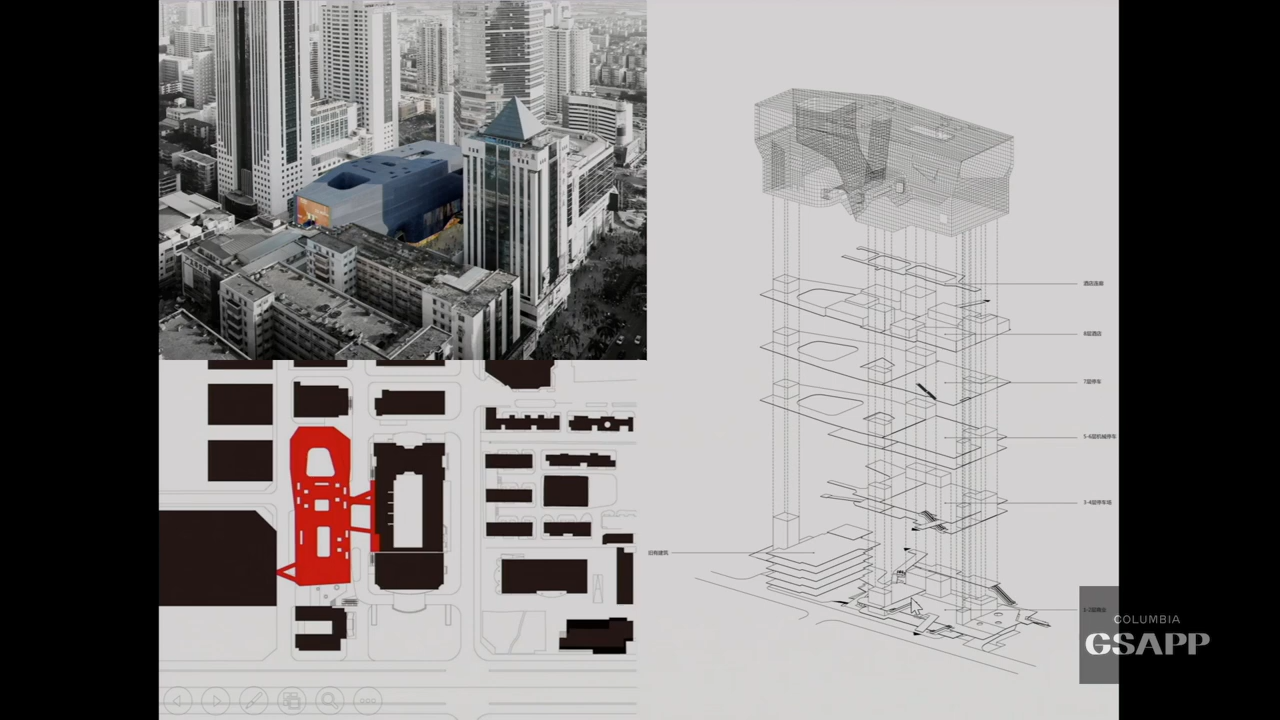 酒店连廊
8层酒店
7层停车
5-6层机械停车
3-4层停车场
旧有建筑
1-2层商业
COLUMBIA
GSAPP